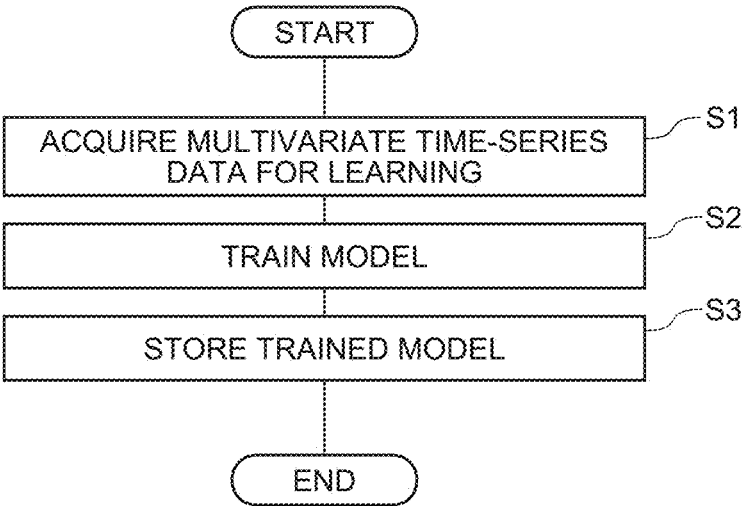 START
S1
ACQUIRE MULTIVARIATE TIME-SERIES
DATA FOR LEARNING
S2
TRAIN MODEL
S3
STORE TRAINED MODEL
END